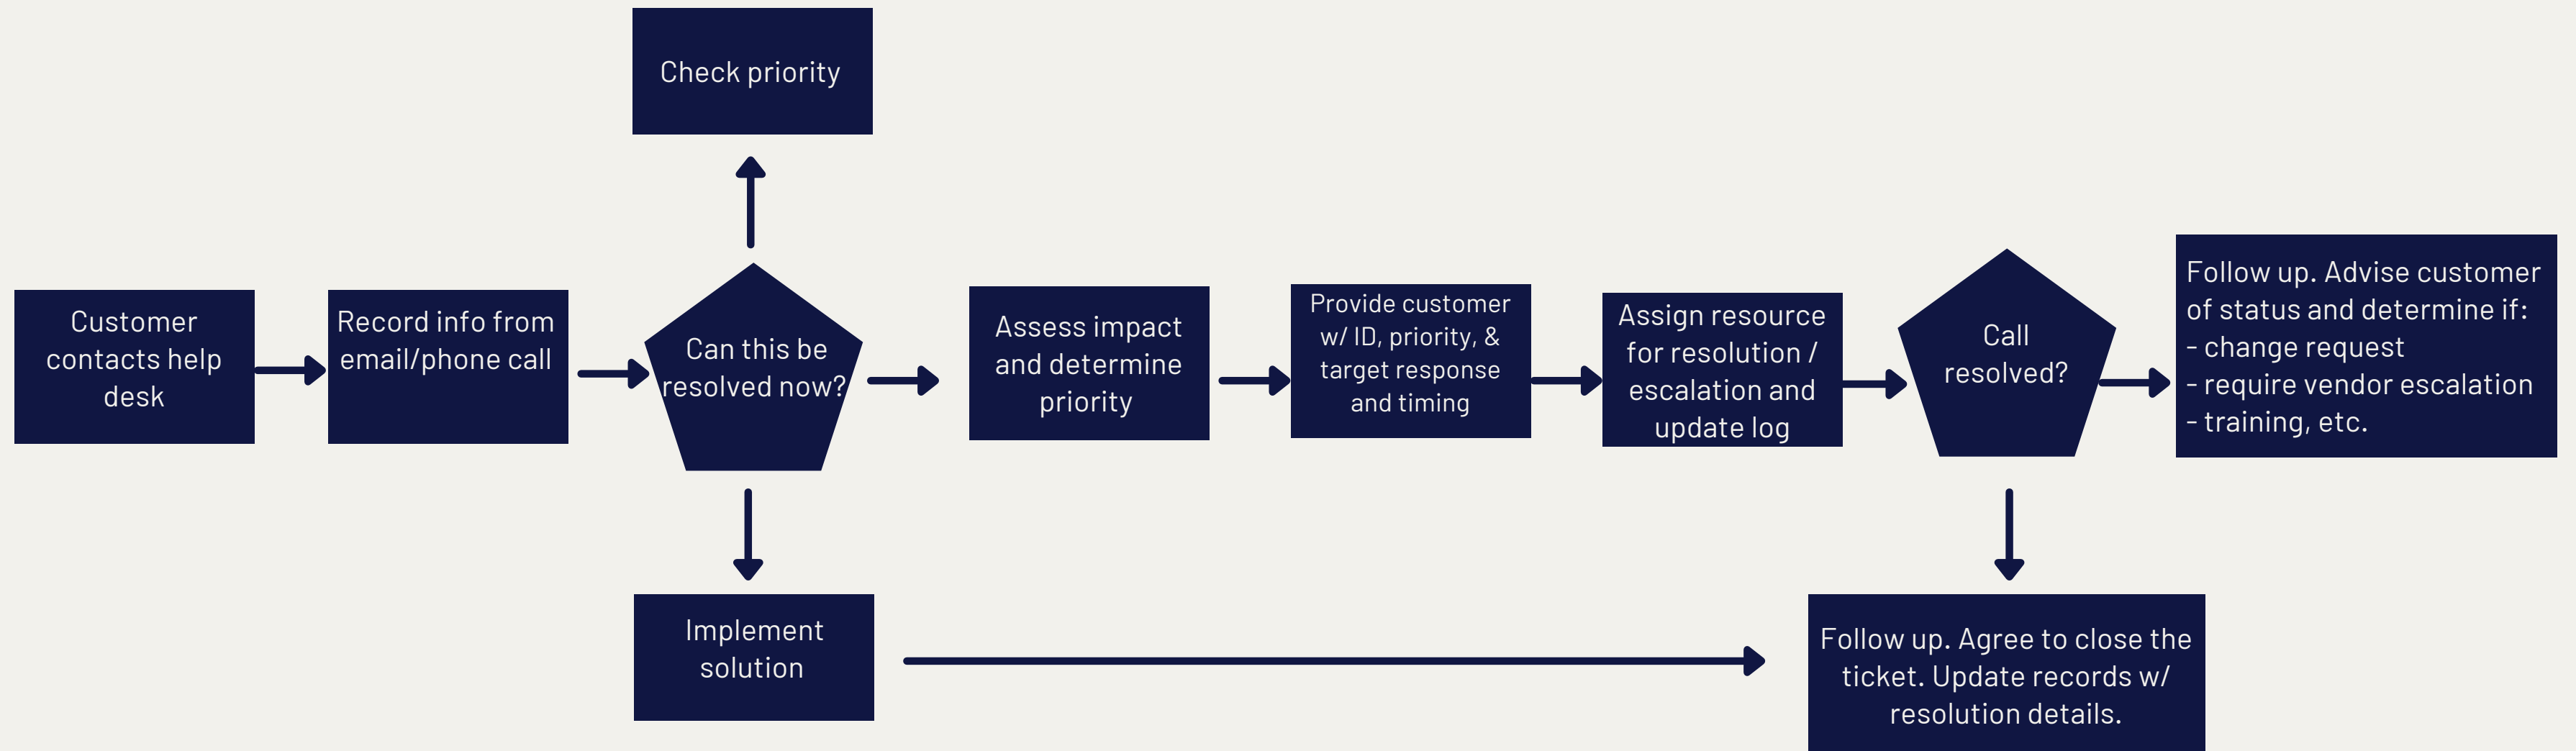 Check priority
Customer
contacts help
desk
Record info from
email/phone call
Can this be
resolved now?
Assess impact
and determine
priority
Provide customer
w/ ID, priority, &
target response
and timing
Assign resource
for resolution /
escalation and
update log
Call
resolved?
Follow up. Advise customer
of status and determine if:
- change request
- require vendor escalation
- training, etc.
Implement
solution
Follow up. Agree to close the
ticket. Update records w/
resolution details.